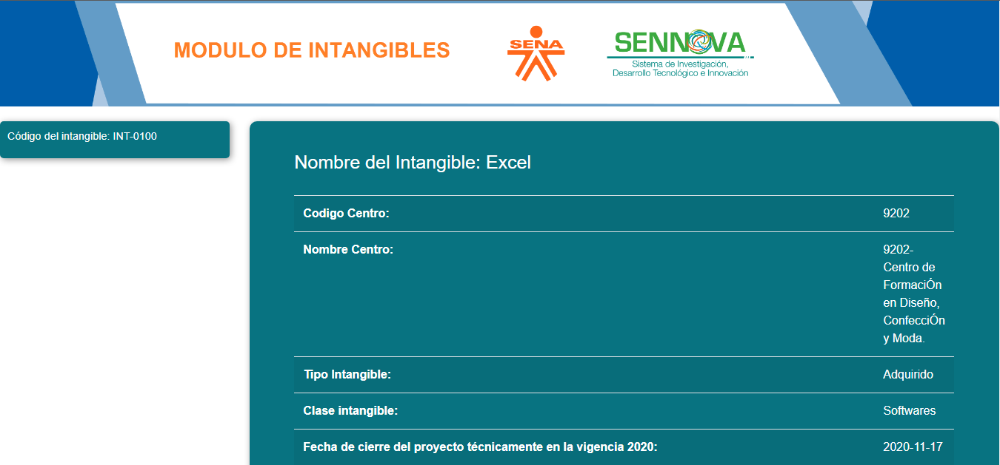 MODULO DE INTANGIBLES
SENA
SENNOVA
Sistema de Investigación,
Desarrollo Tecnológico e Innovación
Código del intangible: INT-0100
Nombre del Intangible: Excel
Codigo Centro: 9202
Nombre Centro: 9202-
Centro de
FormaciÓn
en Diseño,
ConfecciÓn
y Moda.
Tipo Intangible: Adquirido
Clase intangible: Softwares
Fecha de cierre del proyecto técnicamente en la vigencia 2020: 2020-11-17